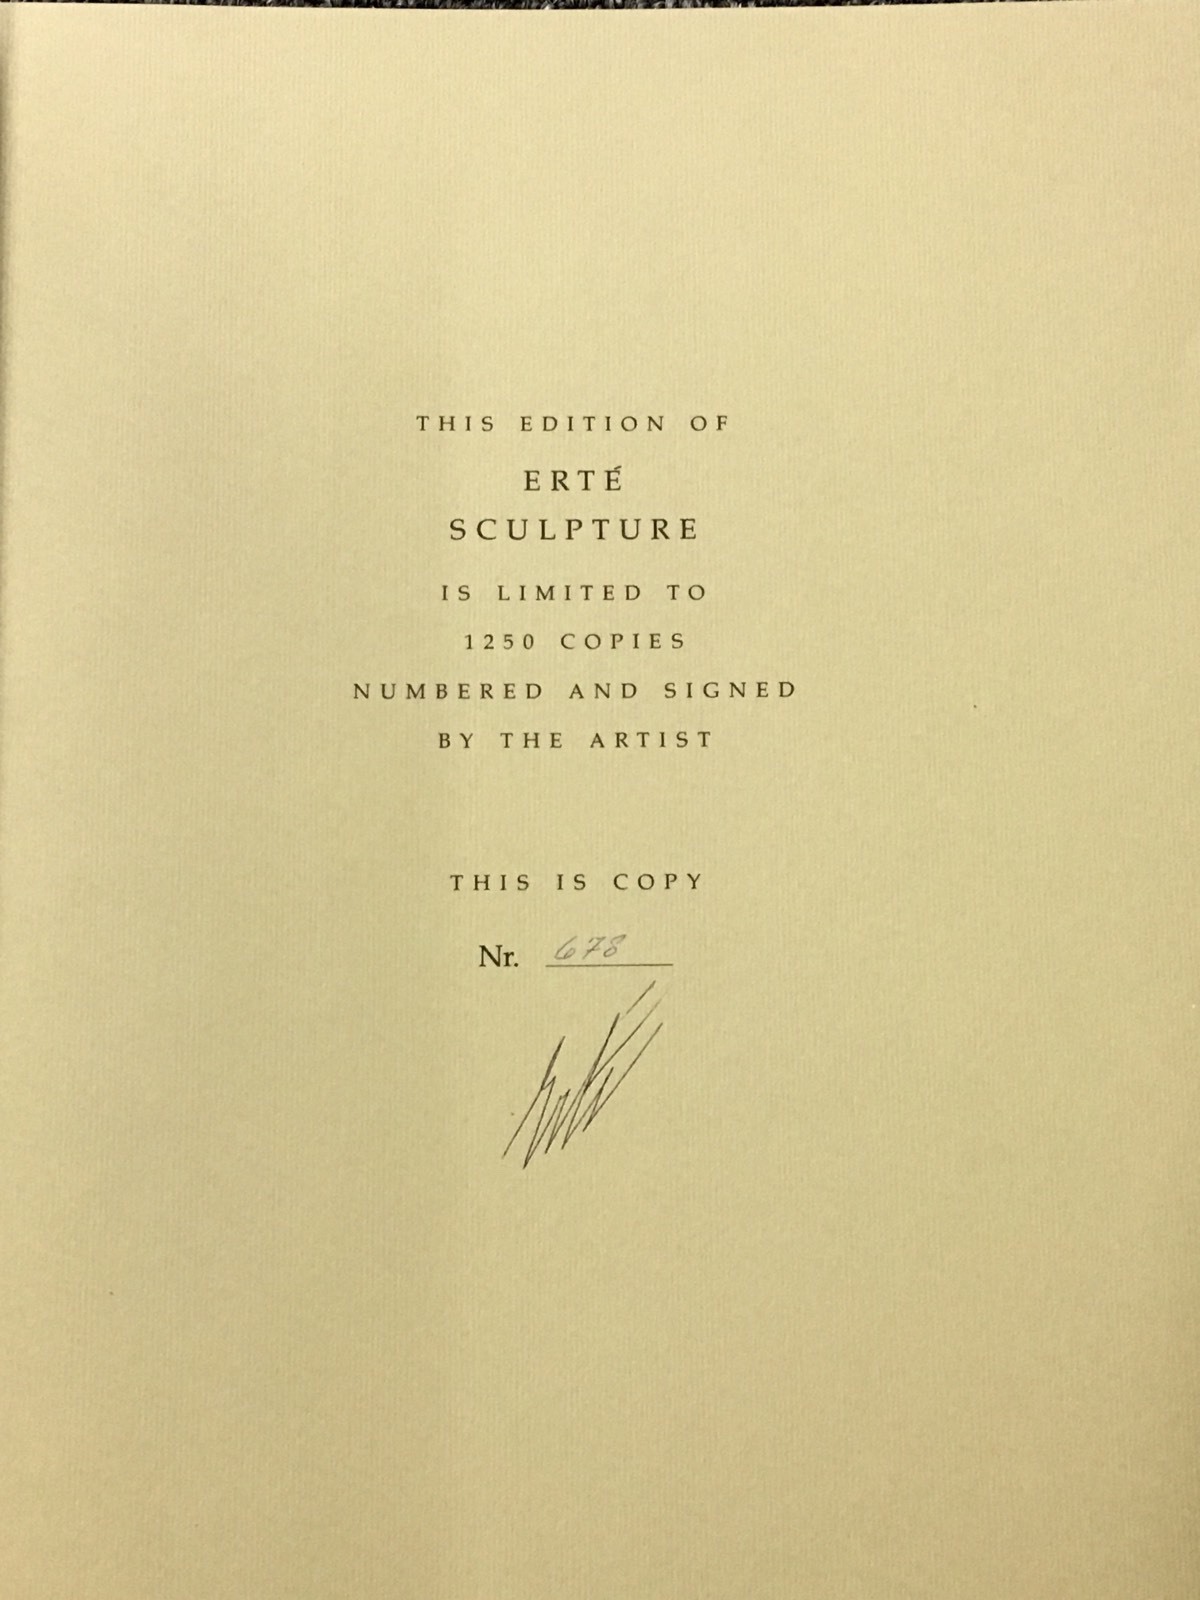 THIS EDITION OF
ERTÉ
SCULPTURE
IS LIMITED TO
1250 COPIES
NUMBERED AND SIGNED
BY THE ARTIST
THIS IS COPY
Nr. 678
Erté